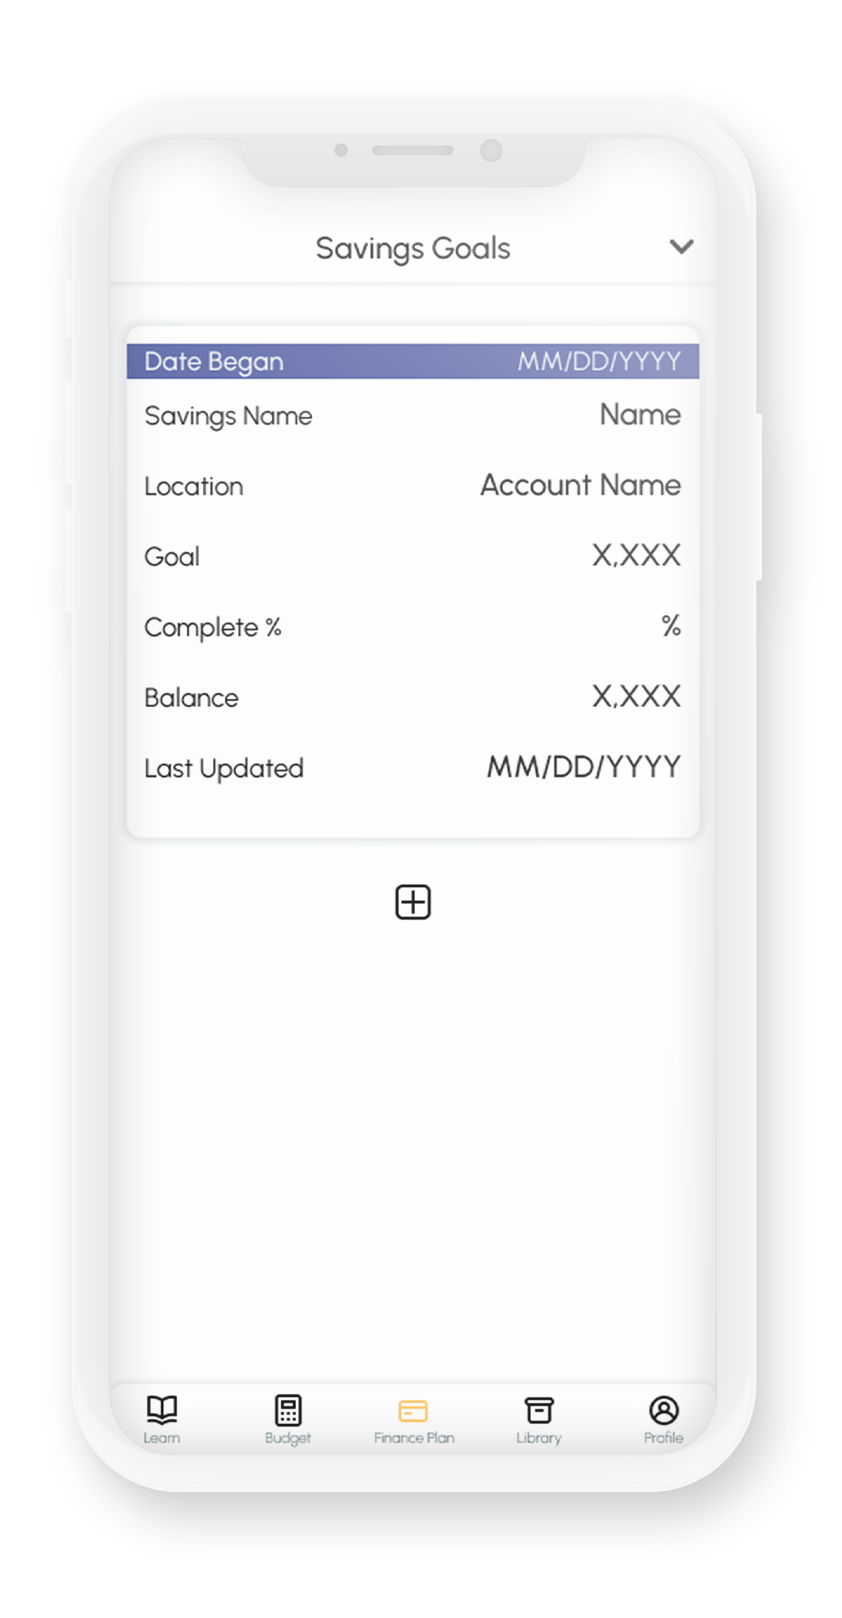 Savings Goals
Date Began MM/DD/YYYY
Savings Name Name
Location Account Name
Goal X,XXX
Complete % %
Balance X,XXX
Last Updated MM/DD/YYYY
Learn Budget Finance Plan Library Profile